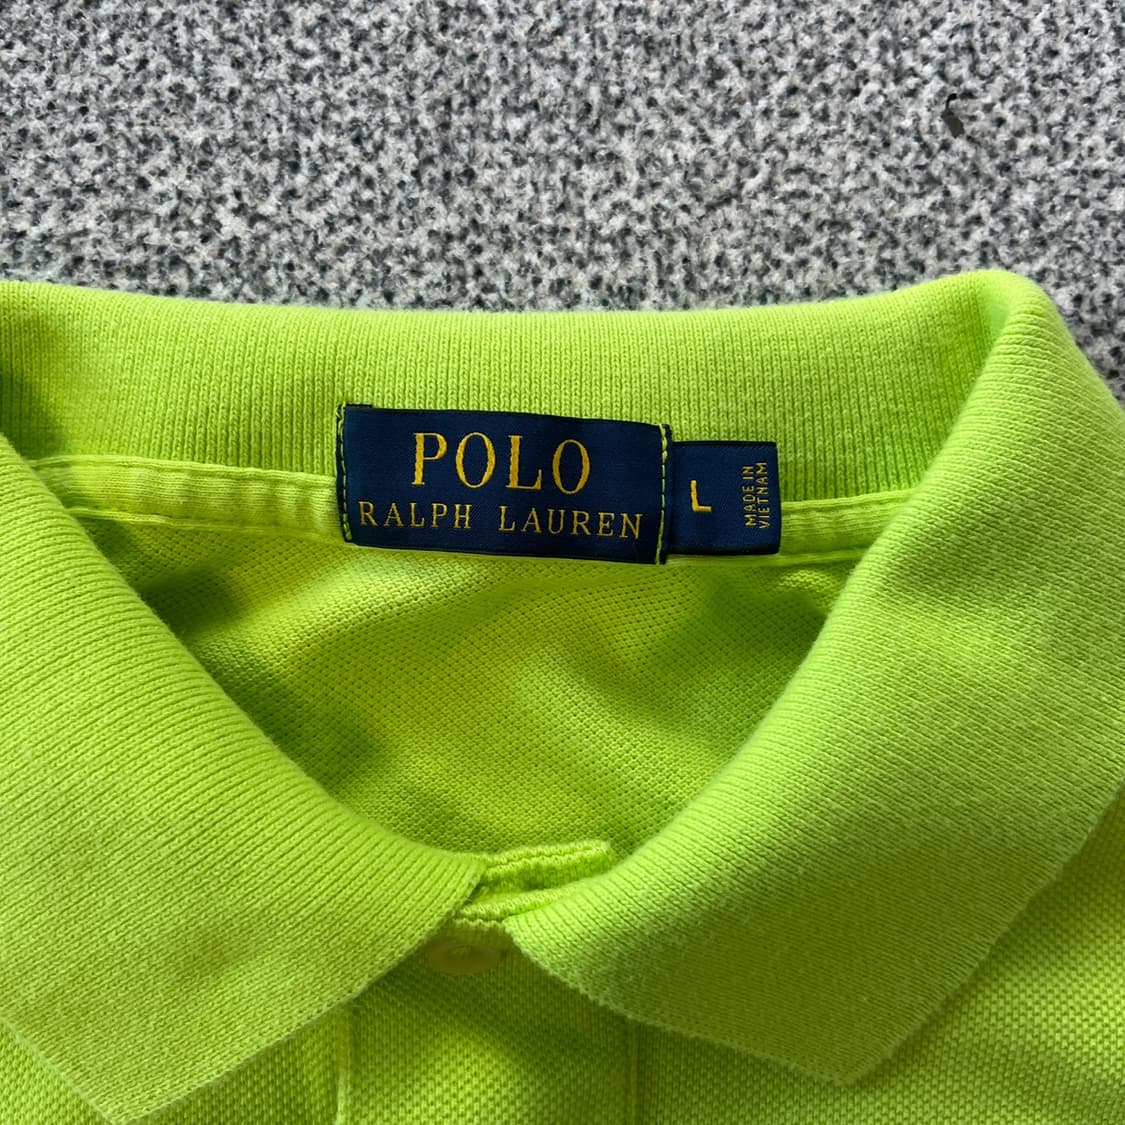 POLO
RALPH LAUREN
L
MADE IN
VIETNAM